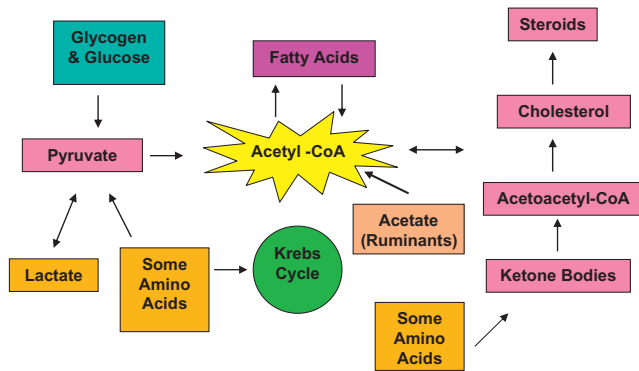 Glycogen
& Glucose
Fatty Acids
Steroids
Cholesterol
Pyruvate
Acetyl -CoA
Acetoacetyl-CoA
Acetate
(Ruminants)
Lactate
Some
Amino
Acids
Krebs
Cycle
Ketone Bodies
Some
Amino
Acids